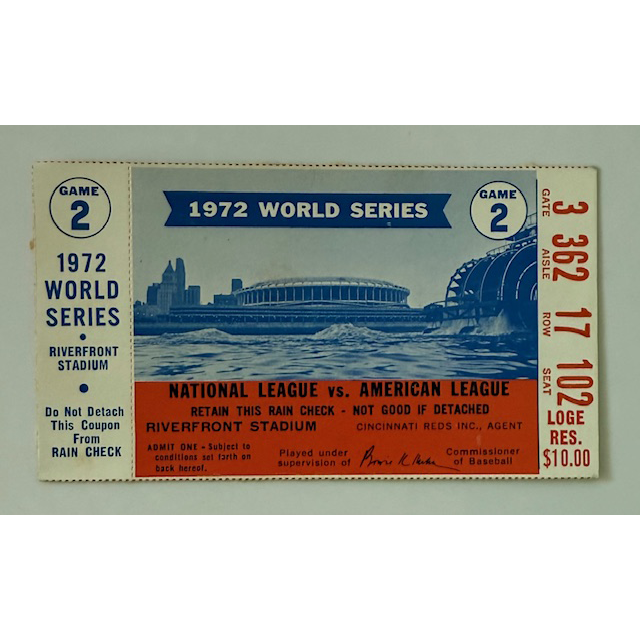 GAME
2
1972
WORLD
SERIES
RIVERFRONT
STADIUM
Do Not Detach
This Coupon
From
RAIN CHECK
1972 WORLD SERIES
GAME
2
NATIONAL LEAGUE vs. AMERICAN LEAGUE
RETAIN THIS RAIN CHECK - NOT GOOD IF DETACHED
RIVERFRONT STADIUM CINCINNATI REDS INC., AGENT
ADMIT ONE - Subject to
conditions set forth on
back hereof.
Played under
supervision of
Bowie K. Kuhn
Commissioner
of Baseball
GATE 3
AISLE 362
ROW 17
SEAT 102
LOGE
RES.
$10.00